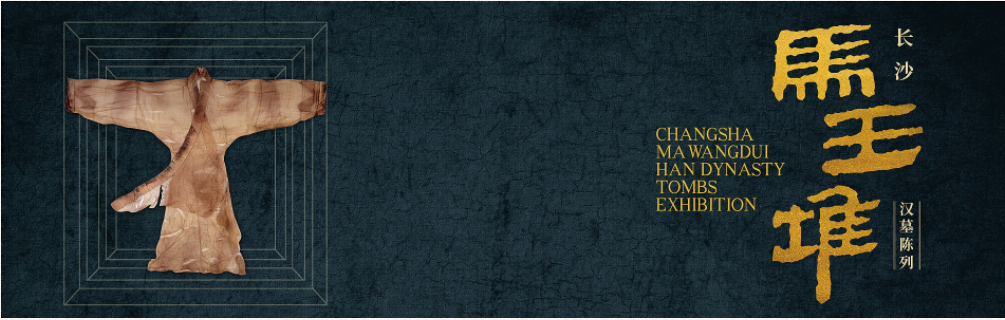 长沙
馬王堆
汉墓陈列
CHANGSHA
MAWANGDUI
HAN DYNASTY
TOMBS
EXHIBITION